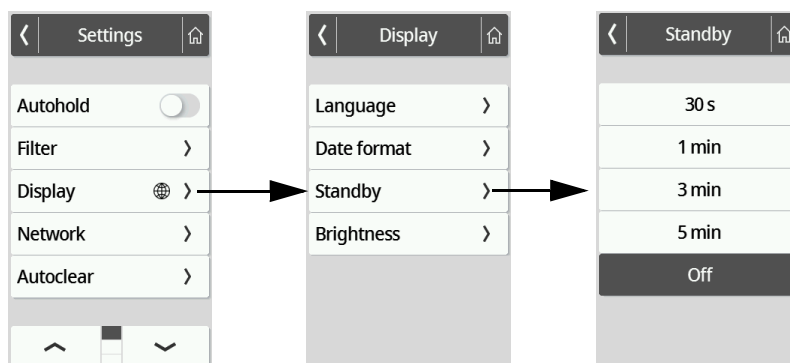 Settings
Autohold
Filter
Display
Network
Autoclear
Display
Language
Date format
Standby
Brightness
Standby
30 s
1 min
3 min
5 min
Off